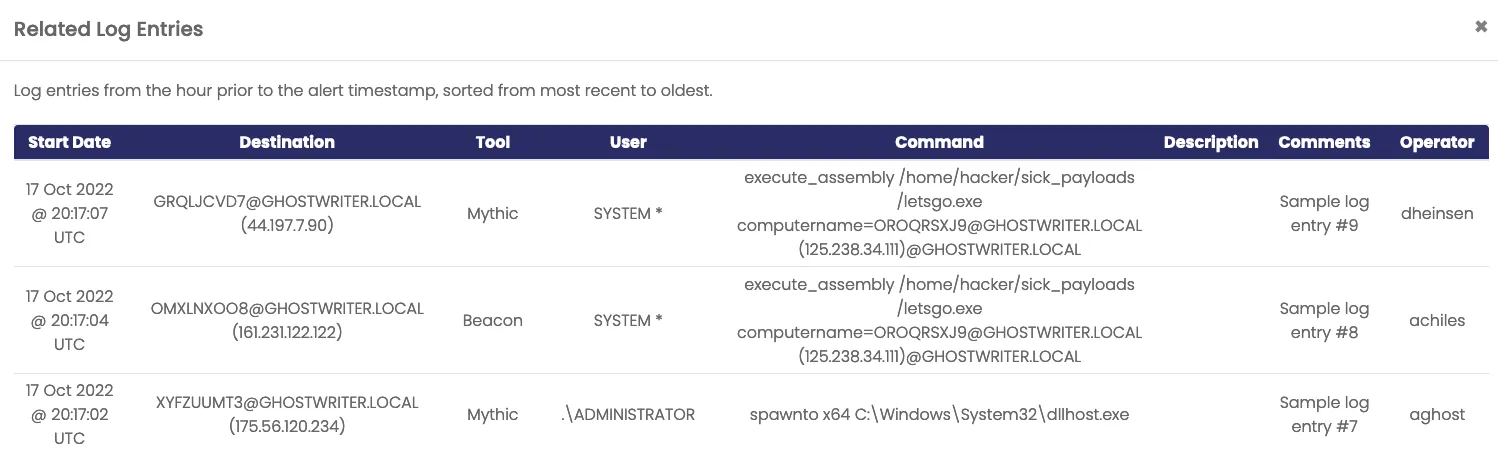 Related Log Entries
Log entries from the hour prior to the alert timestamp, sorted from most recent to oldest.
Start Date Destination Tool User Command Description Comments Operator
17 Oct 2022
@ 20:17:07
UTC
GRQLJCVD7@GHOSTWRITER.LOCAL
(44.197.7.90)
Mythic
SYSTEM *
execute_assembly /home/hacker/sick_payloads
/letsgo.exe
computername=OROQRSXJ9@GHOSTWRITER.LOCAL
(125.238.34.111)@GHOSTWRITER.LOCAL
Sample log
entry #9
dheinsen
17 Oct 2022
@ 20:17:04
UTC
OMXLNXOO8@GHOSTWRITER.LOCAL
(161.231.122.122)
Beacon
SYSTEM *
execute_assembly /home/hacker/sick_payloads
/letsgo.exe
computername=OROQRSXJ9@GHOSTWRITER.LOCAL
(125.238.34.111)@GHOSTWRITER.LOCAL
Sample log
entry #8
achiles
17 Oct 2022
@ 20:17:02
UTC
XYFZUUMT3@GHOSTWRITER.LOCAL
(175.56.120.234)
Mythic
.\ADMINISTRATOR
spawnto x64 C:\Windows\System32\dllhost.exe
Sample log
entry #7
aghost